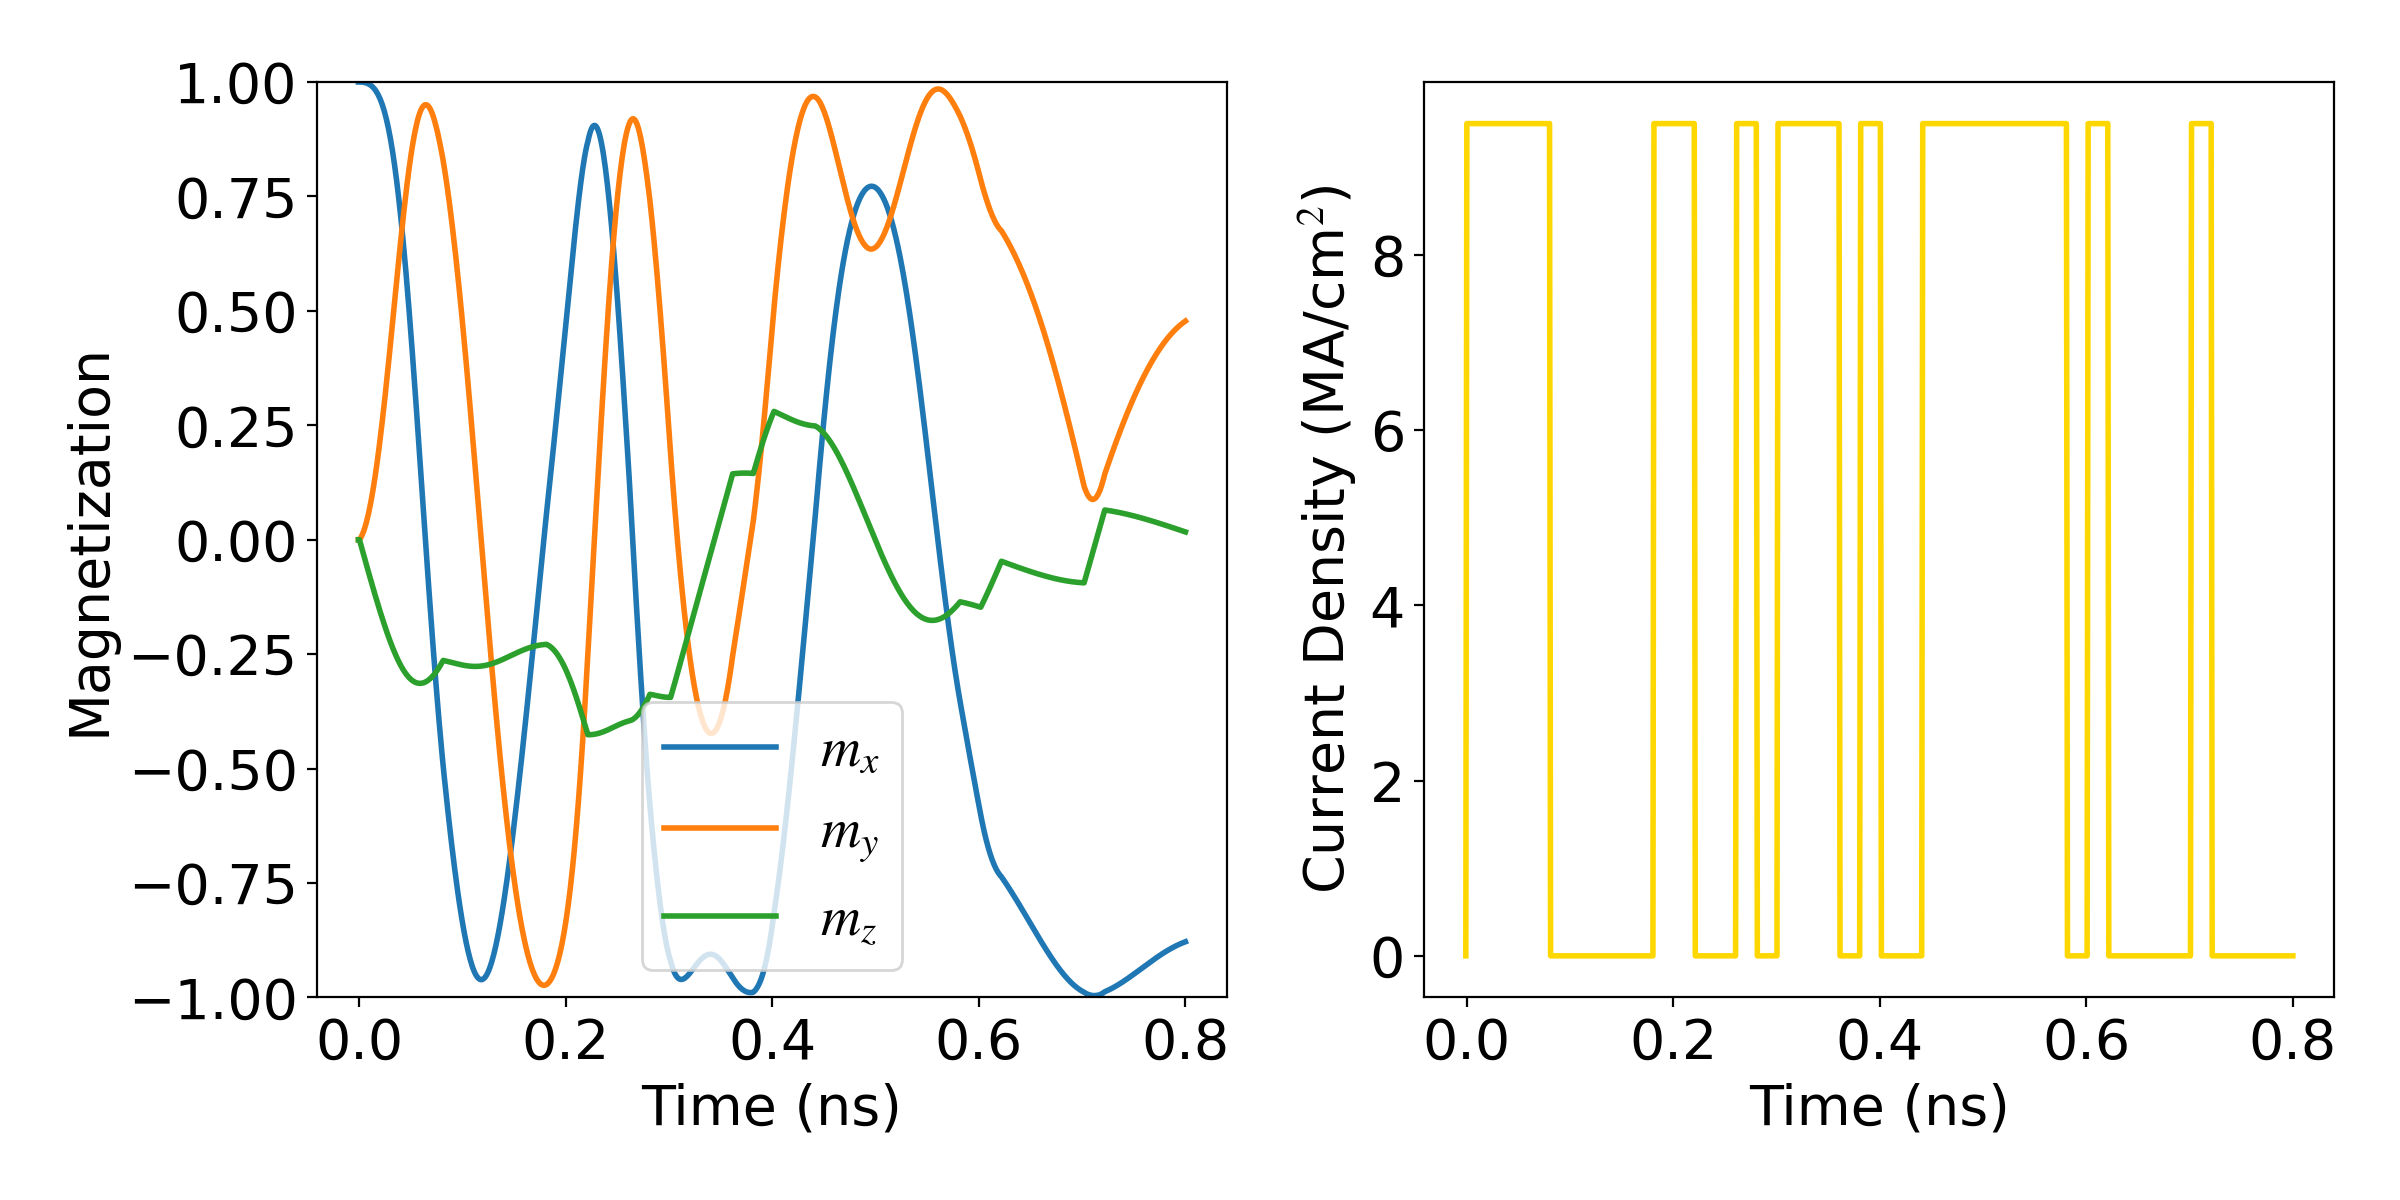 Magnetization
1.00
0.75
0.50
0.25
0.00
−0.25
−0.50
−0.75
−1.00
0.0 0.2 0.4 0.6 0.8
Time (ns)
m_x
m_y
m_z
Current Density (MA/cm²)
8
6
4
2
0
0.0 0.2 0.4 0.6 0.8
Time (ns)